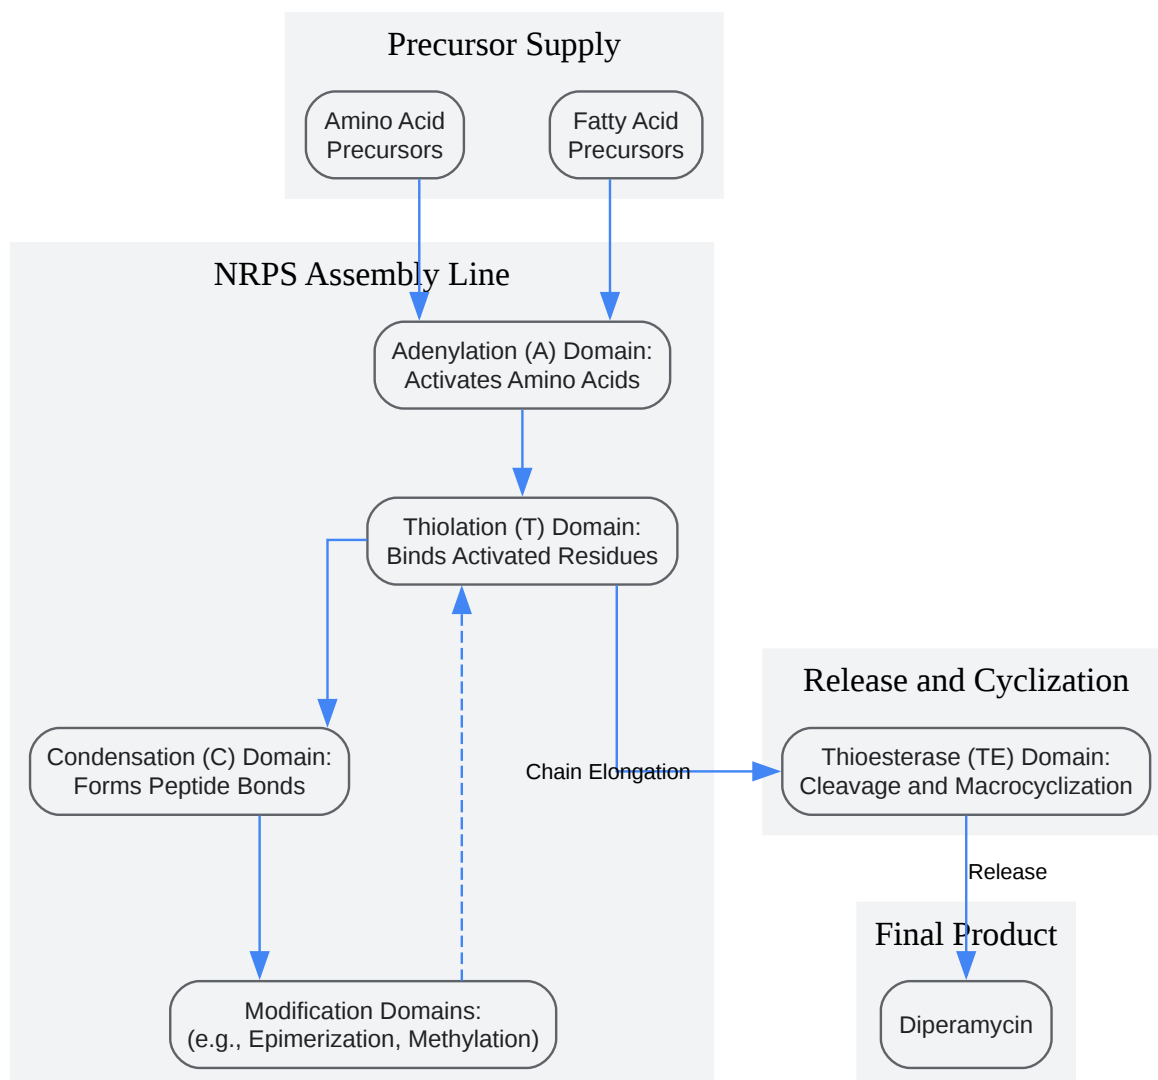 Precursor Supply
Amino Acid
Precursors
Fatty Acid
Precursors
NRPS Assembly Line
Adenylation (A) Domain:
Activates Amino Acids
Thiolation (T) Domain:
Binds Activated Residues
Release and Cyclization
Condensation (C) Domain:
Forms Peptide Bonds
Chain Elongation
Thioesterase (TE) Domain:
Cleavage and Macrocyclization
Release
Final Product
Modification Domains:
(e.g., Epimerization, Methylation)
Diperamycin